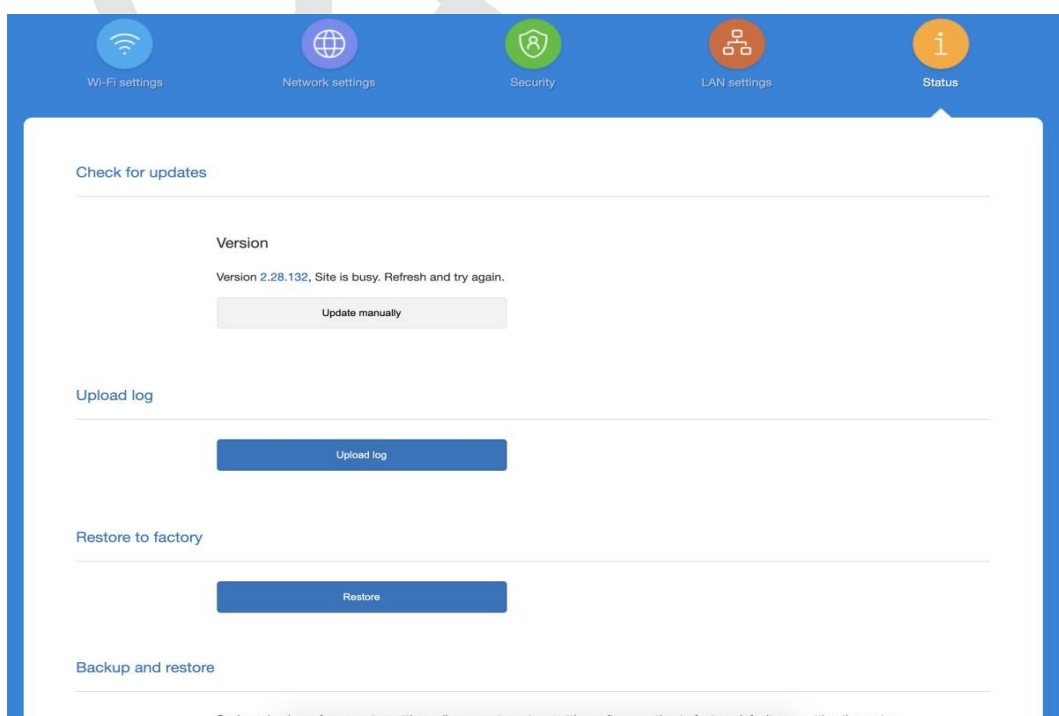 Wi-Fi settings
Network settings
Security
LAN settings
Status
Check for updates
Version
Version 2.28.132, Site is busy. Refresh and try again.
Update manually
Upload log
Upload log
Restore to factory
Restore
Backup and restore